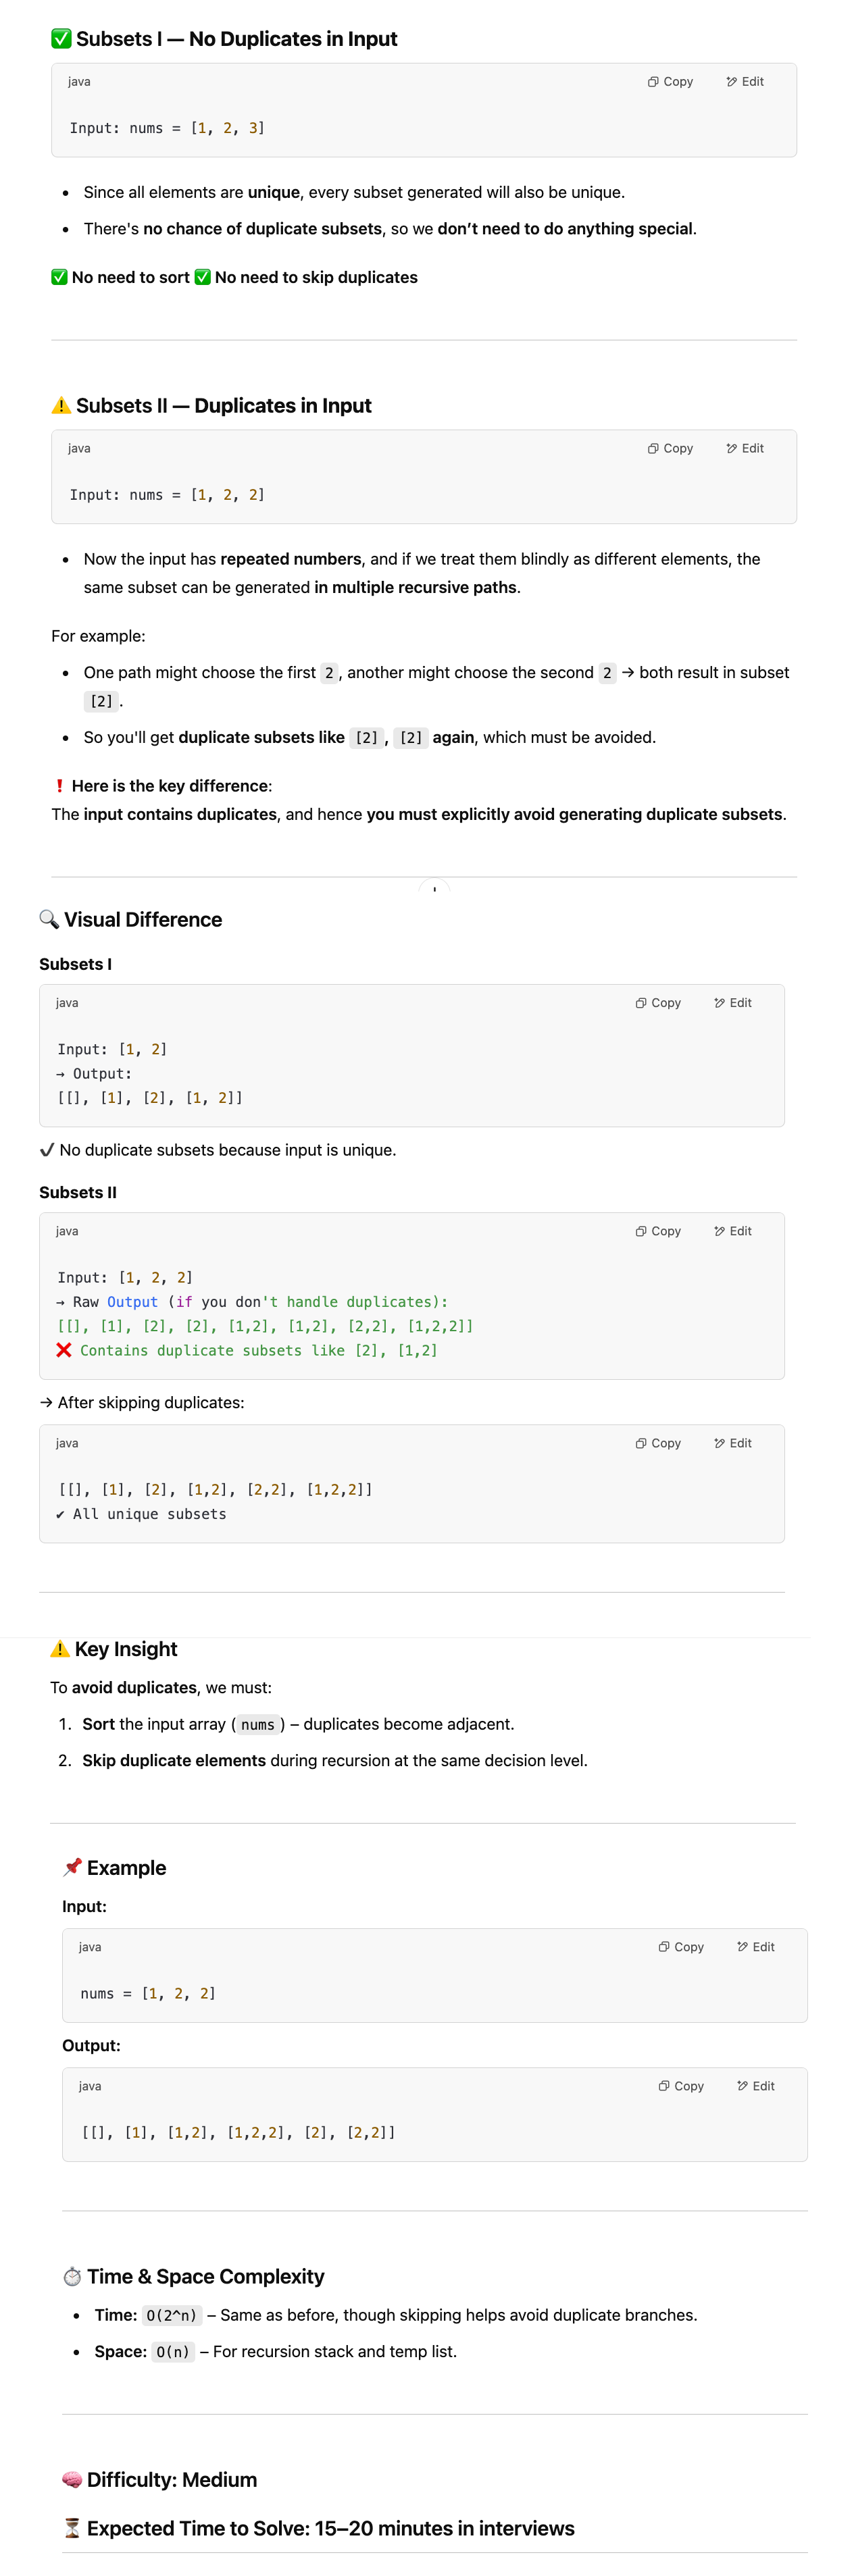 ✅ Subsets I — No Duplicates in Input
java Copy Edit
Input: nums = [1, 2, 3]
• Since all elements are unique, every subset generated will also be unique.
• There's no chance of duplicate subsets, so we don’t need to do anything special.
✅ No need to sort ✅ No need to skip duplicates
⚠️ Subsets II — Duplicates in Input
java Copy Edit
Input: nums = [1, 2, 2]
• Now the input has repeated numbers, and if we treat them blindly as different elements, the
same subset can be generated in multiple recursive paths.
For example:
• One path might choose the first 2, another might choose the second 2 → both result in subset
[2].
• So you'll get duplicate subsets like [2], [2] again, which must be avoided.
❗ Here is the key difference:
The input contains duplicates, and hence you must explicitly avoid generating duplicate subsets.
🔍 Visual Difference
Subsets I
java Copy Edit
Input: [1, 2]
→ Output:
[[], [1], [2], [1, 2]]
✔ No duplicate subsets because input is unique.
Subsets II
java Copy Edit
Input: [1, 2, 2]
→ Raw Output (if you don't handle duplicates):
[[], [1], [2], [2], [1,2], [1,2], [2,2], [1,2,2]]
❌ Contains duplicate subsets like [2], [1,2]
→ After skipping duplicates:
java Copy Edit
[[], [1], [2], [1,2], [2,2], [1,2,2]]
✔ All unique subsets
⚠️ Key Insight
To avoid duplicates, we must:
1. Sort the input array (nums) – duplicates become adjacent.
2. Skip duplicate elements during recursion at the same decision level.
📌 Example
Input:
java Copy Edit
nums = [1, 2, 2]
Output:
java Copy Edit
[[], [1], [1,2], [1,2,2], [2], [2,2]]
⏱️ Time & Space Complexity
• Time: O(2^n) – Same as before, though skipping helps avoid duplicate branches.
• Space: O(n) – For recursion stack and temp list.
🧠 Difficulty: Medium
⏳ Expected Time to Solve: 15–20 minutes in interviews